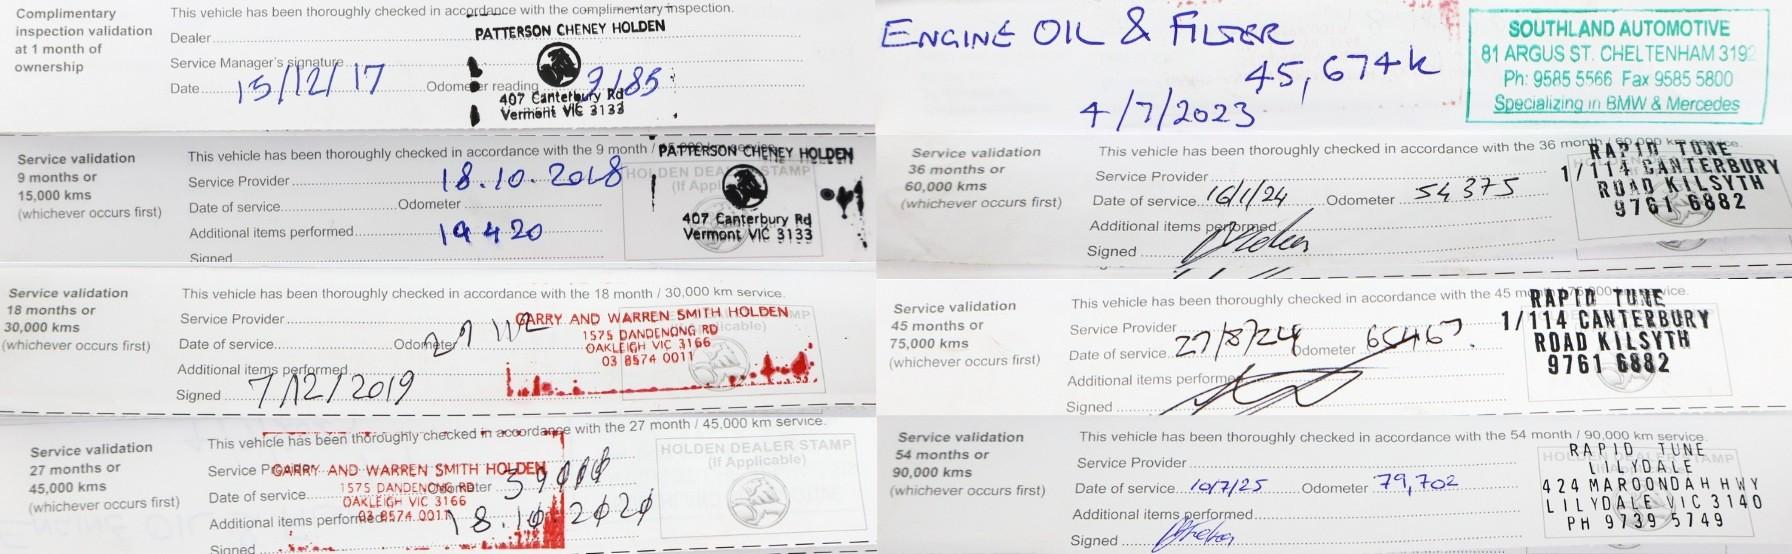 Complimentary
inspection validation
at 1 month of
ownership
This vehicle has been thoroughly checked in accordance with the complimentary inspection.
Dealer
Service Manager's signature
Date 15/12/17 Odometer reading 3185
PATTERSON CHENEY HOLDEN
407 Canterbury Rd
Vermont VIC 3133
Service validation
9 months or
15,000 kms
(whichever occurs first)
This vehicle has been thoroughly checked in accordance with the 9 month /
Service Provider 18.10.2018
Date of service Odometer
Additional items performed 19420
Signed
HOLDEN DEALER STAMP
PATTERSON CHENEY HOLDEN
407 Canterbury Rd
Vermont VIC 3133
Service validation
18 months or
30,000 kms
(whichever occurs first)
This vehicle has been thoroughly checked in accordance with the 18 month / 30,000 km service.
Service Provider
Date of service Odometer
Additional items performed
Signed 7/12/2019
GARRY AND WARREN SMITH HOLDEN
1575 DANDENONG RD
OAKLEIGH VIC 3166
03 8574 0011
Service validation
27 months or
45,000 kms
(whichever occurs first)
This vehicle has been thoroughly checked in accordance with the 27 month / 45,000 km service.
Service Provider
Date of service Odometer
Additional items performed
Signed
GARRY AND WARREN SMITH HOLDEN
1575 DANDENONG RD
OAKLEIGH VIC 3166
03 8574 0011
HOLDEN DEALER STAMP
(If Applicable)
ENGINE OIL & FILTER
45,674k
4/7/2023
SOUTHLAND AUTOMOTIVE
81 ARGUS ST. CHELTENHAM 3192
Ph: 9585 5566 Fax 9585 5800
Specializing in BMW & Mercedes
Service validation
36 months or
60,000 kms
(whichever occurs first)
This vehicle has been thoroughly checked in accordance with the 36 month / 60,000 km service.
Service Provider
Date of service 16/1/24 Odometer 54375
Additional items performed
Signed
RAPID TUNE
1/114 CANTERBURY
ROAD KILSYTH
9761 6882
Service validation
45 months or
75,000 kms
(whichever occurs first)
This vehicle has been thoroughly checked in accordance with the 45 month / 75,000 km service.
Service Provider
Date of service 27/8/24 Odometer 65467.
Additional items performed
Signed
RAPID TUNE
1/114 CANTERBURY
ROAD KILSYTH
9761 6882
Service validation
54 months or
90,000 kms
(whichever occurs first)
This vehicle has been thoroughly checked in accordance with the 54 month / 90,000 km service.
Service Provider
Date of service 10/7/25 Odometer 79,702
Additional items performed
Signed
RAPID TUNE
LILYDALE
424 MAROONDAH HWY
LILYDALE VIC 3140
PH 9739 5749